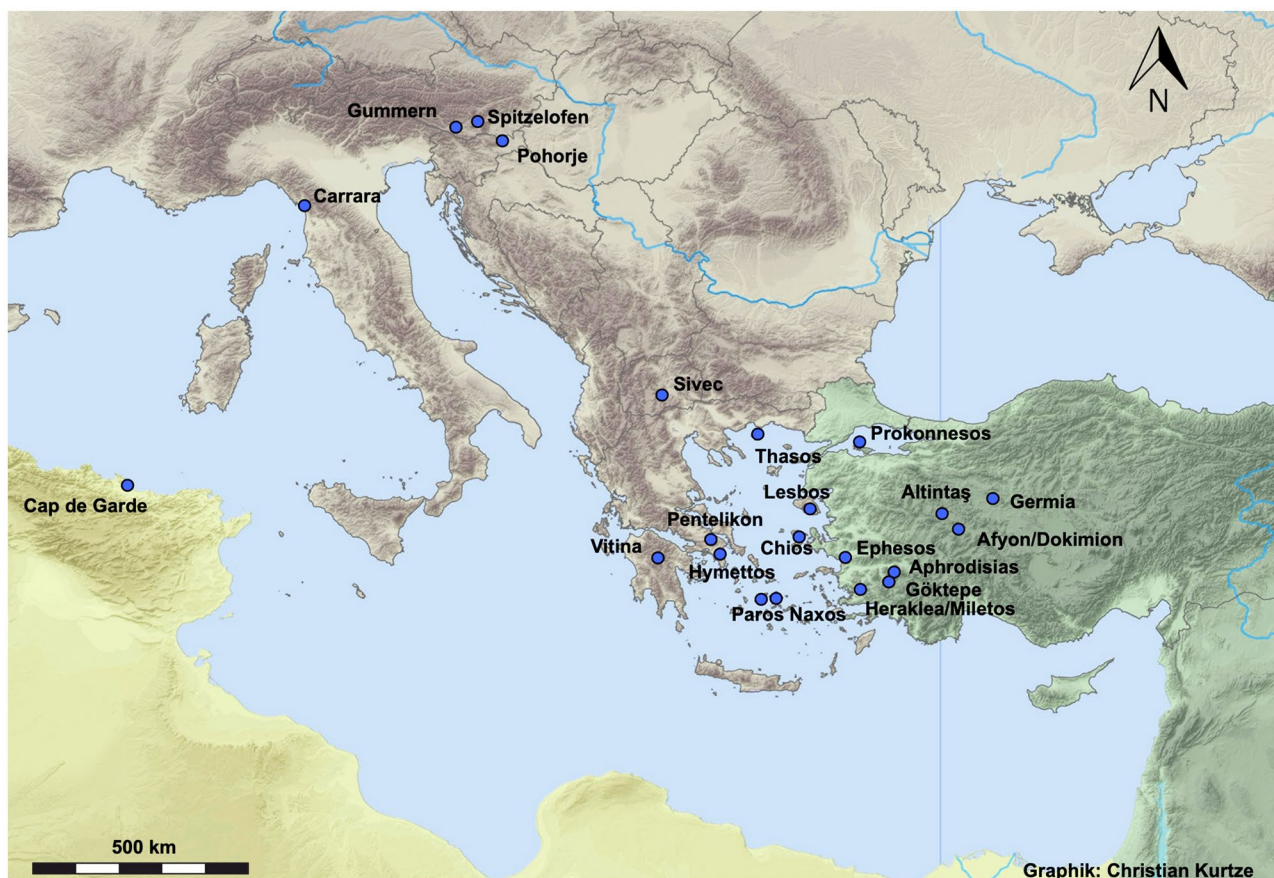 N
Gummern
Spitzelofen
Pohorje
Carrara
Sivec
Prokonnesos
Thasos
Cap de Garde
Lesbos
Altintaş
Germia
Pentelikon
Afyon/Dokimion
Vitina
Chios
Ephesos
Hymettos
Aphrodisias
Göktepe
Heraklea/Miletos
Paros Naxos
500 km
Graphik: Christian Kurtze